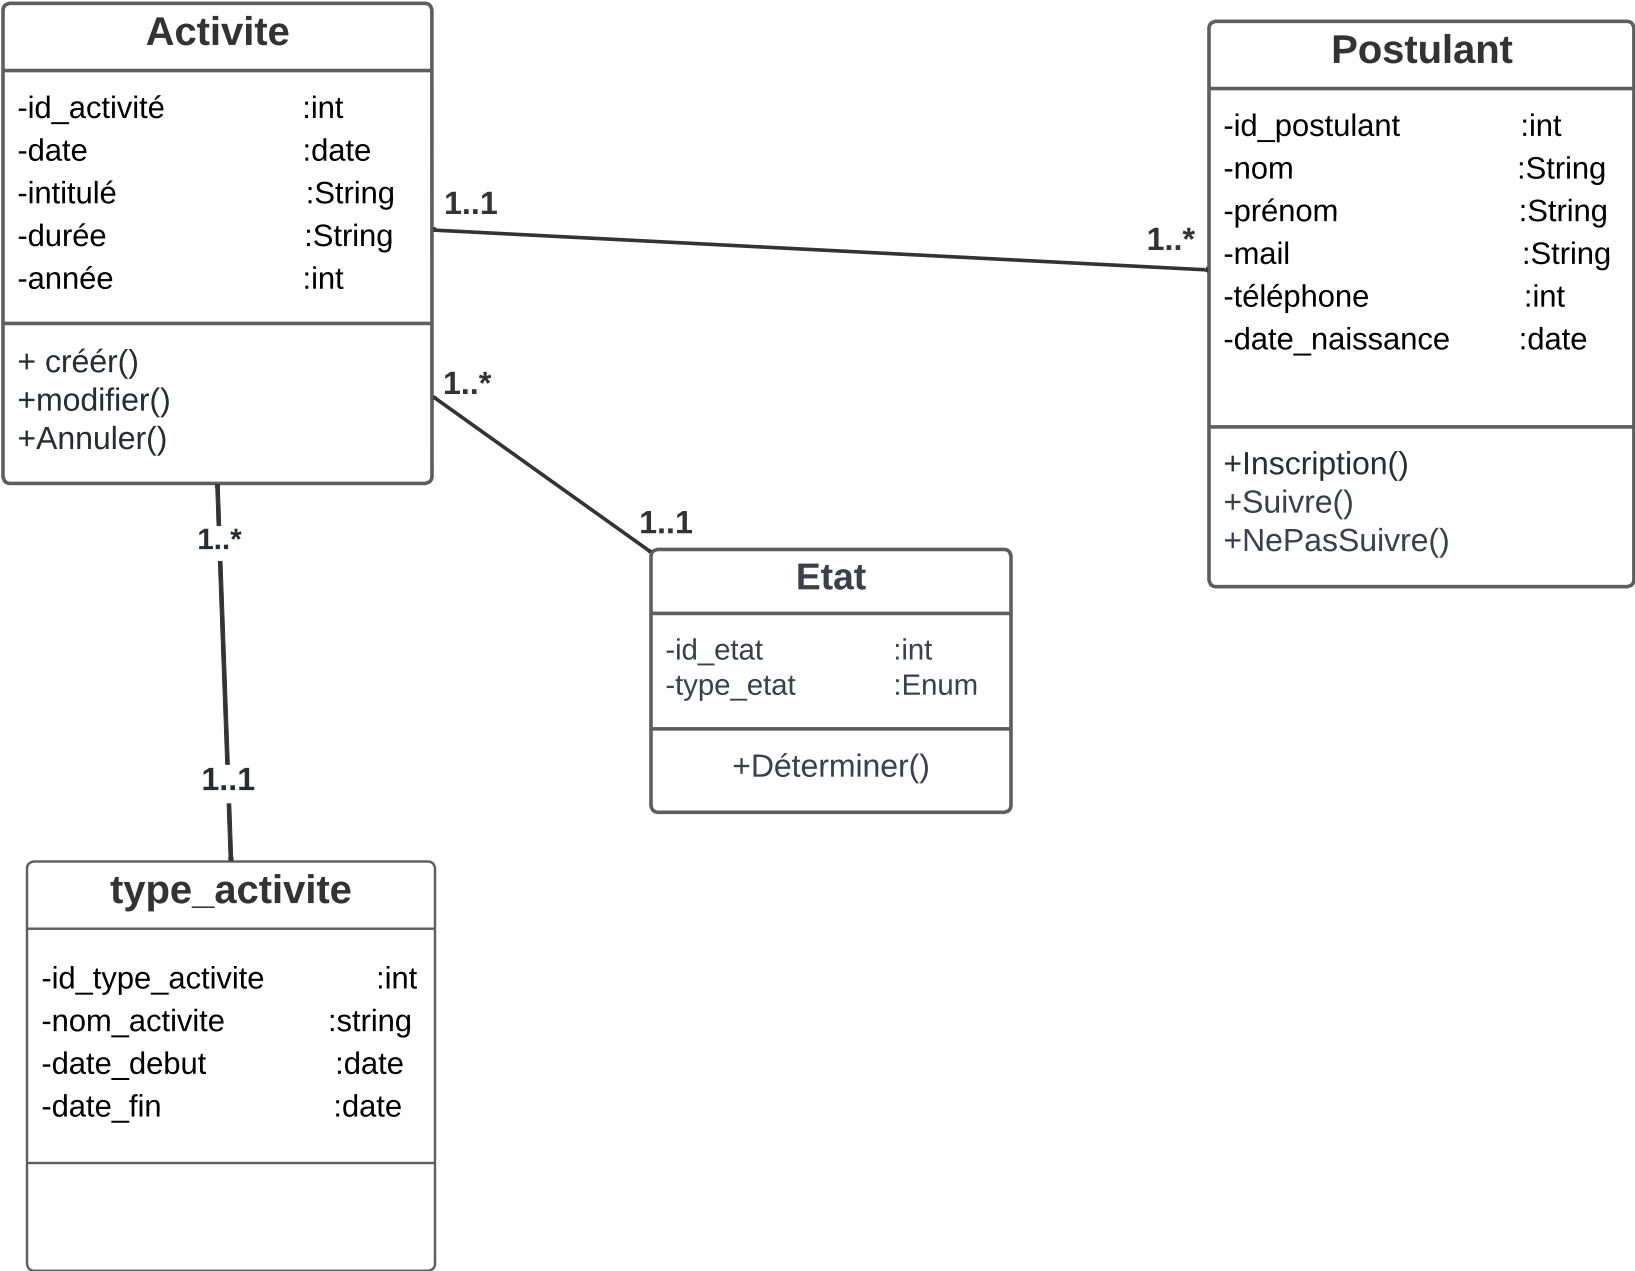 Activite
-id_activité :int
-date :date
-intitulé :String
-durée :String
-année :int
+ créér()
+modifier()
+Annuler()
1..1
1..*
Postulant
-id_postulant :int
-nom :String
-prénom :String
-mail :String
-téléphone :int
-date_naissance :date
+Inscription()
+Suivre()
+NePasSuivre()
1..*
1..1
Etat
-id_etat :int
-type_etat :Enum
+Déterminer()
1..*
1..1
type_activite
-id_type_activite :int
-nom_activite :string
-date_debut :date
-date_fin :date